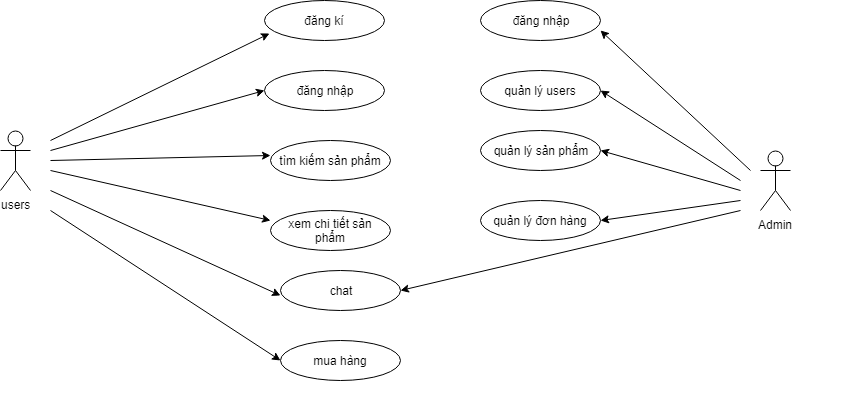 đăng kí
đăng nhập
đăng nhập
quản lý users
tìm kiếm sản phẩm
quản lý sản phẩm
users
xem chi tiết sản
phẩm
quản lý đơn hàng
Admin
chat
mua hàng